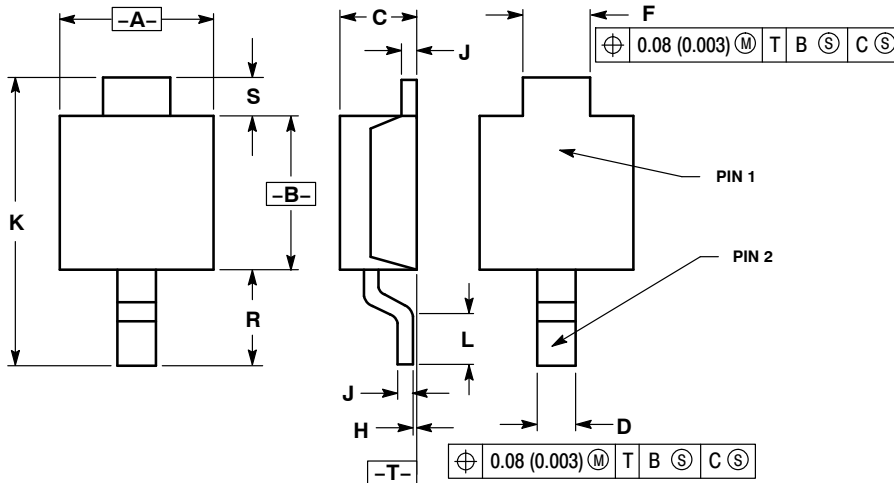 –A–
C
F
⌖ 0.08 (0.003) Ⓜ T B Ⓢ C Ⓢ
J
S
K
–B–
PIN 1
PIN 2
R
L
J
H
D
⌖ 0.08 (0.003) Ⓜ T B Ⓢ C Ⓢ
–T–